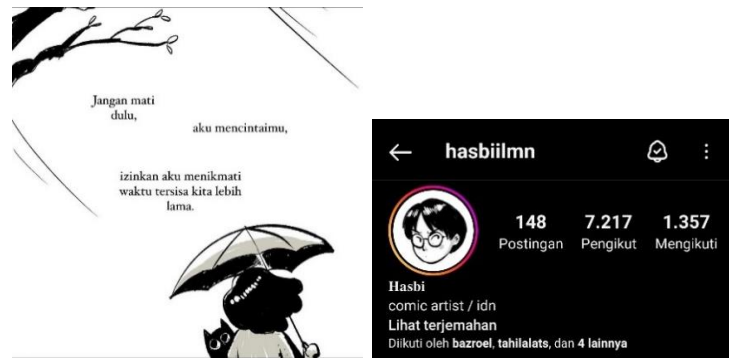 Jangan mati
dulu,
aku mencintaimu,
izinkan aku menikmati
waktu tersisa kita lebih
lama.
hasbiilmn
148 7.217 1.357
Postingan Pengikut Mengikuti
Hasbi
comic artist / idn
Lihat terjemahan
Diikuti oleh bazroel, tahilalats, dan 4 lainnya